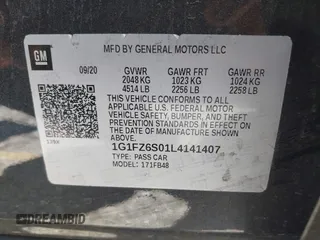 GM
MFD BY GENERAL MOTORS LLC
09/20 GVWR GAWR FRT GAWR RR
2048 KG 1023 KG 1024 KG
4514 LB 2256 LB 2258 LB
THIS VEHICLE CONFORMS TO ALL
APPLICABLE U.S. FEDERAL MOTOR
VEHICLE SAFETY, BUMPER, AND THEFT
PREVENTION STANDARDS IN EFFECT ON
THE DATE OF MANUFACTURE SHOWN ABOVE.
1G1FZ6S01L4141407
TYPE: PASS CAR
MODEL: 1FB48
DREAMBID